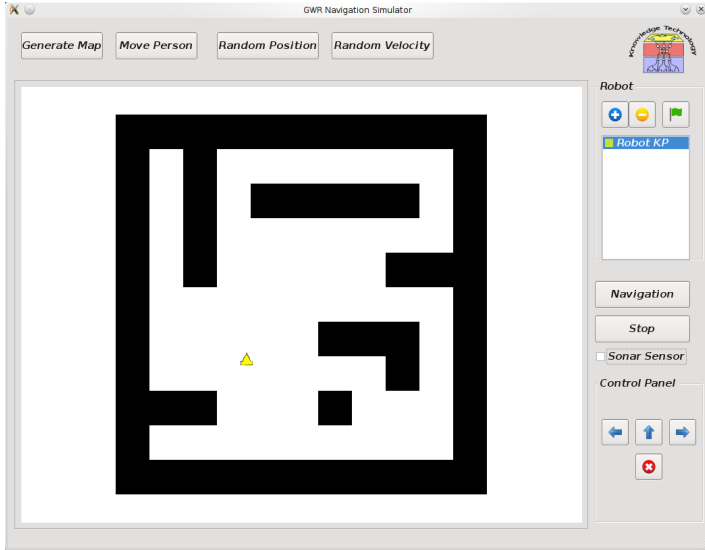 GWR Navigation Simulator
Generate Map
Move Person
Random Position
Random Velocity
Knowledge Technology
Robot
Robot KP
Navigation
Stop
Sonar Sensor
Control Panel